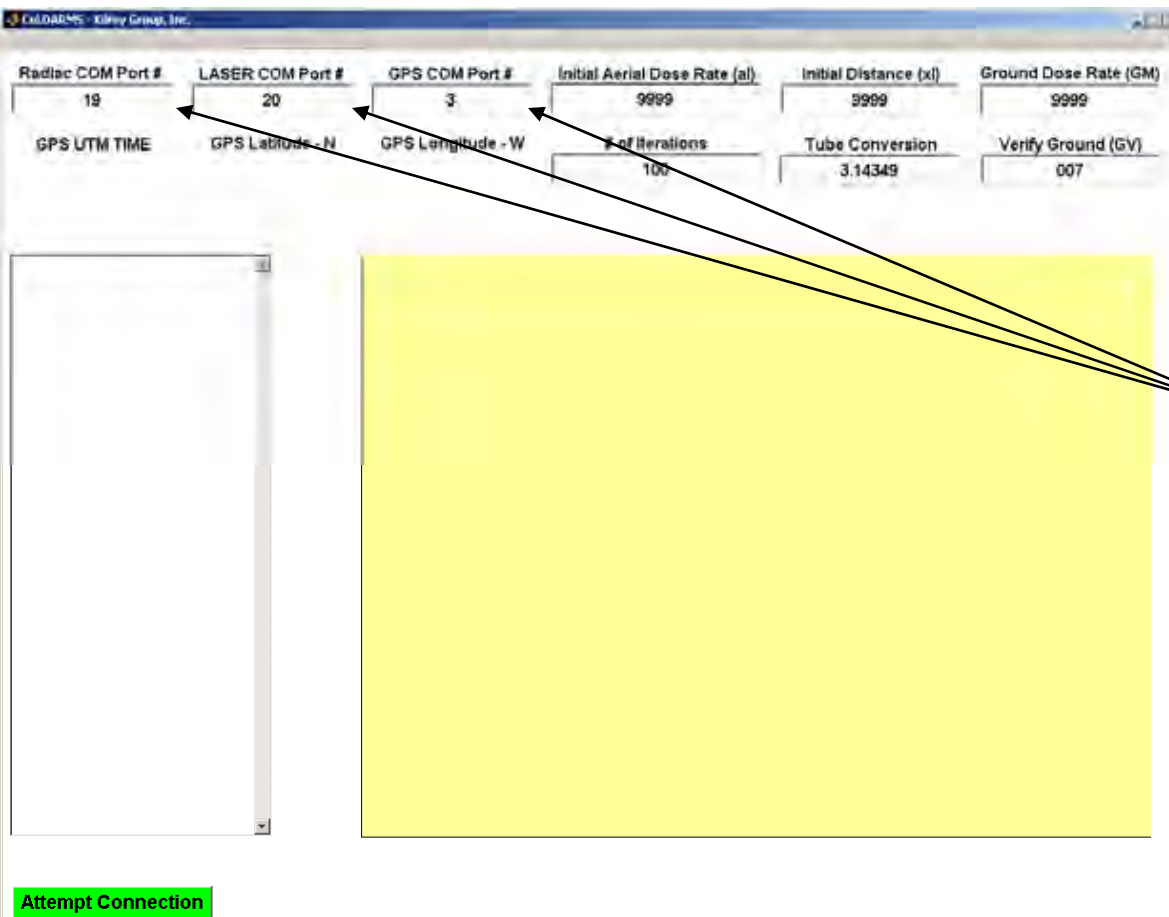 CaLDARMS - Kilroy Group, Inc.
Radiac COM Port # LASER COM Port # GPS COM Port # Initial Aerial Dose Rate (aI) Initial Distance (xI) Ground Dose Rate (GM)
19 20 3 9999 9999 9999
GPS UTM TIME GPS Latitude - N GPS Longitude - W # of Iterations Tube Conversion Verify Ground (GV)
100 3.14349 007
Attempt Connection